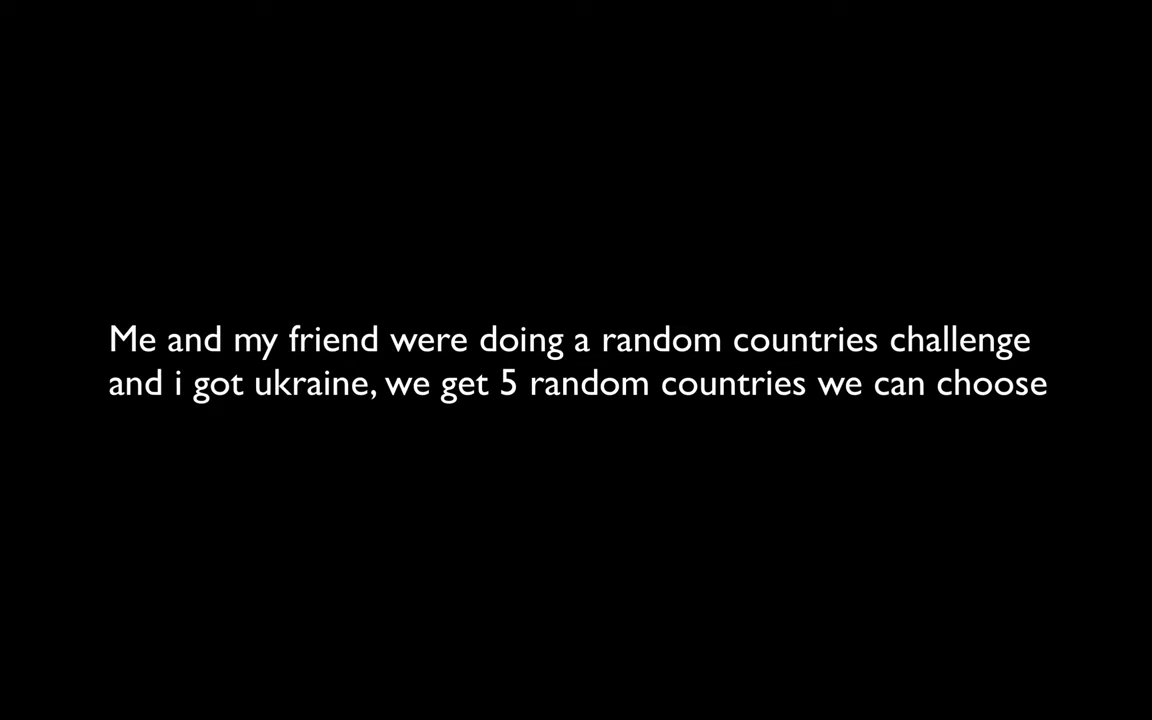 Me and my friend were doing a random countries challenge
and i got ukraine, we get 5 random countries we can choose